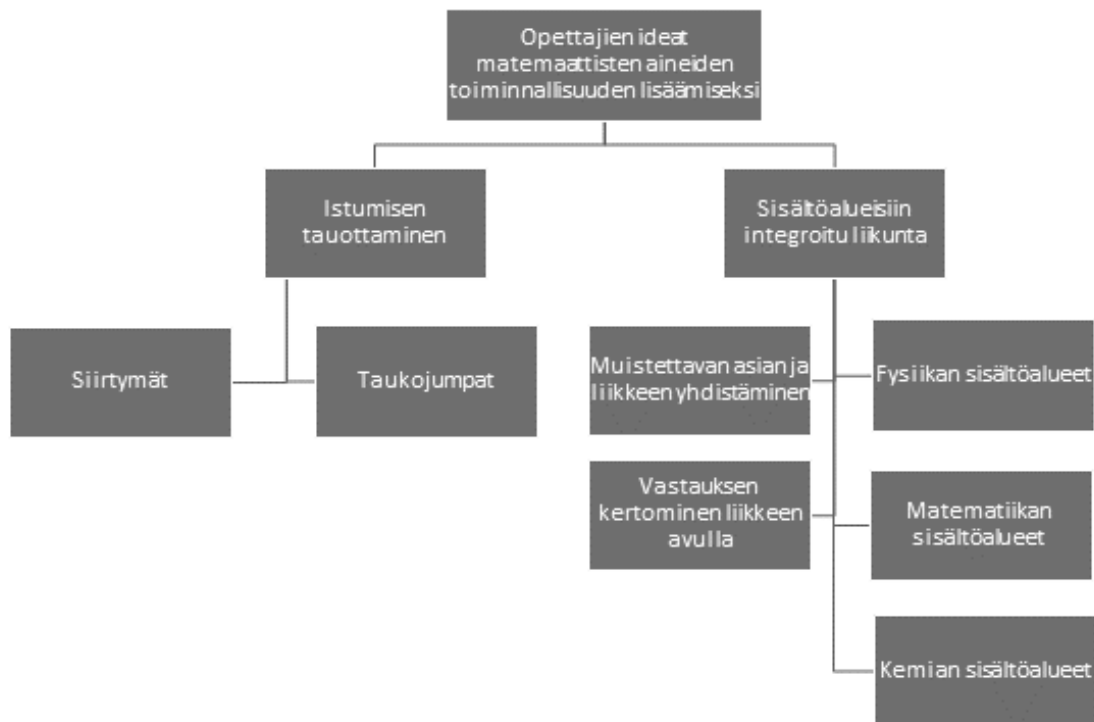 Opettajien ideat
matemaattisten aineiden
toiminnallisuuden lisäämiseksi
Istumisen
tauottaminen
Sisältöalueisiin
integroitu liikunta
Siirtymät
Taukojumpat
Muistettavan asian ja
liikkeen yhdistäminen
Fysiikan sisältöalueet
Vastauksen
kertominen liikkeen
avulla
Matematiikan
sisältöalueet
Kemian sisältöalueet